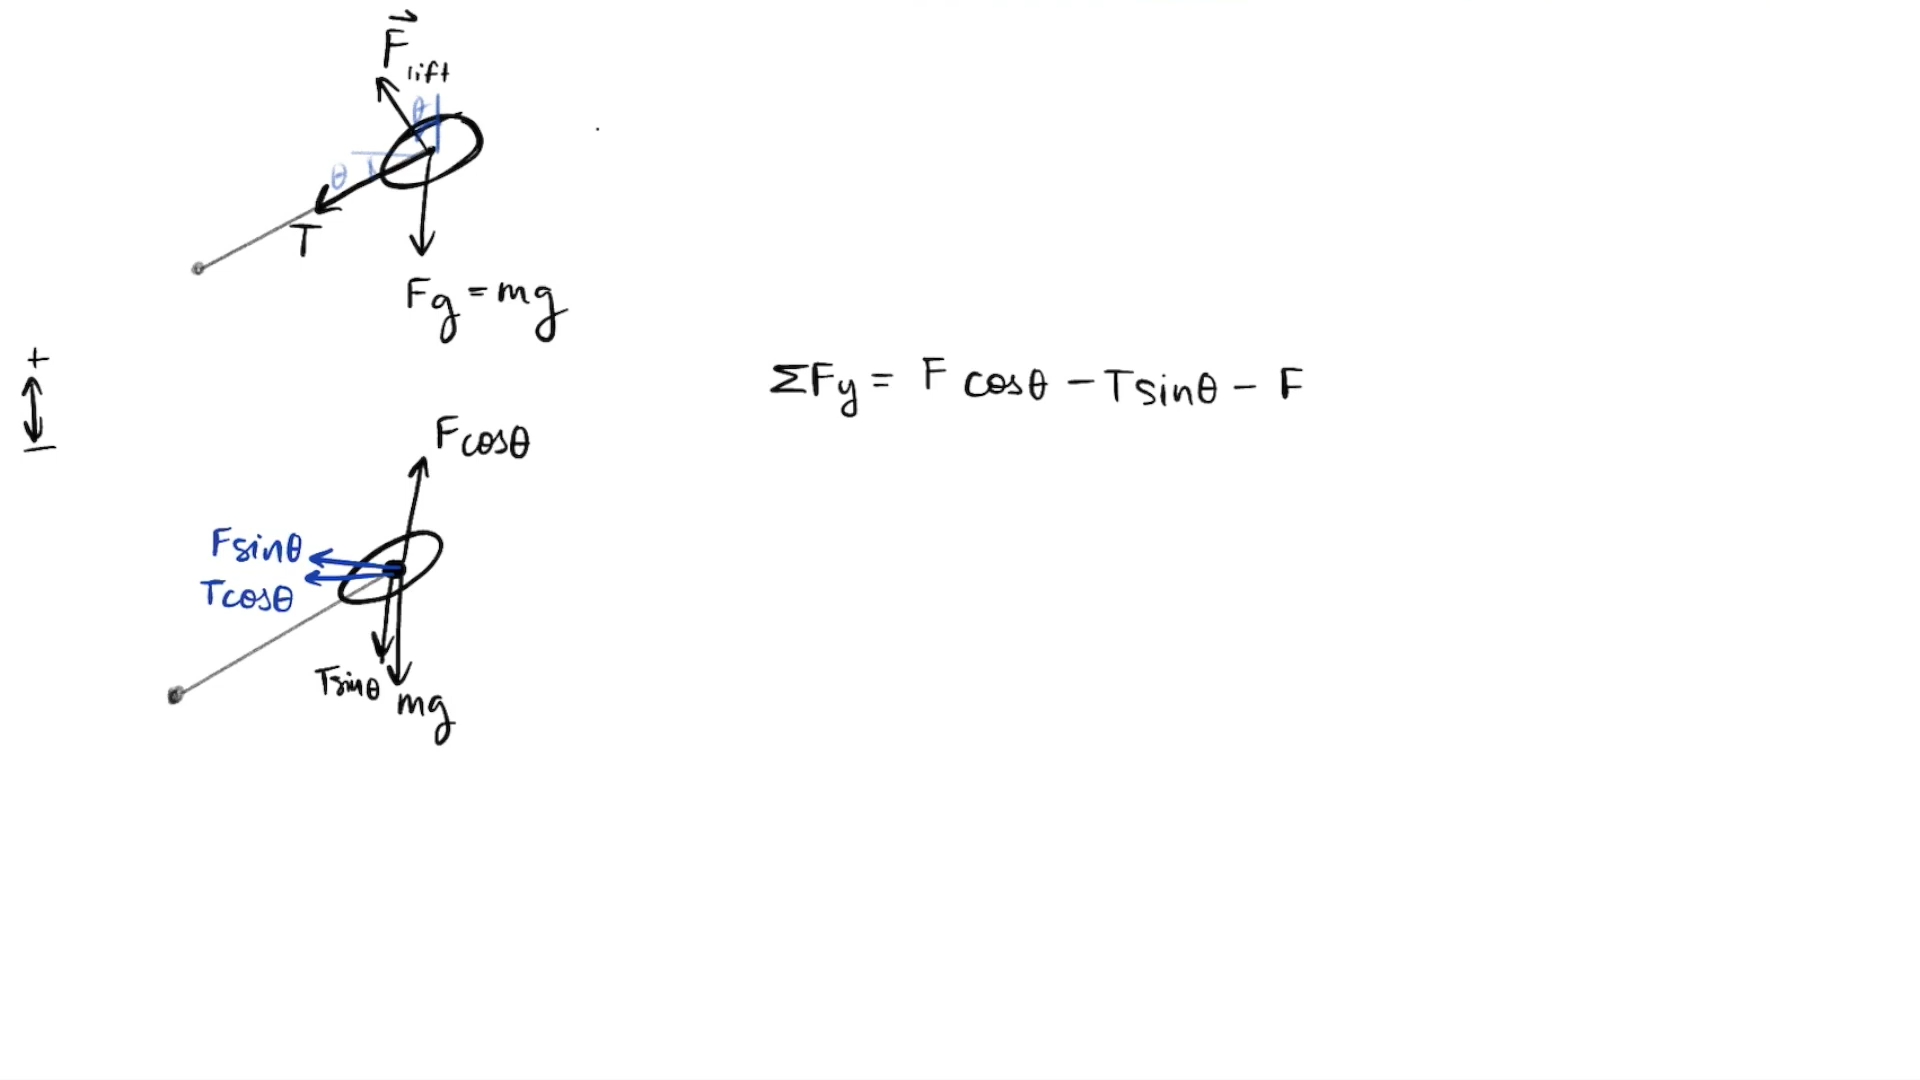 F⃗ lift
θ
θ
T
Fg = mg
+
ΣFy = F cosθ - Tsinθ - F
−
Fcosθ
Fsinθ
Tcosθ
Tsinθ
mg